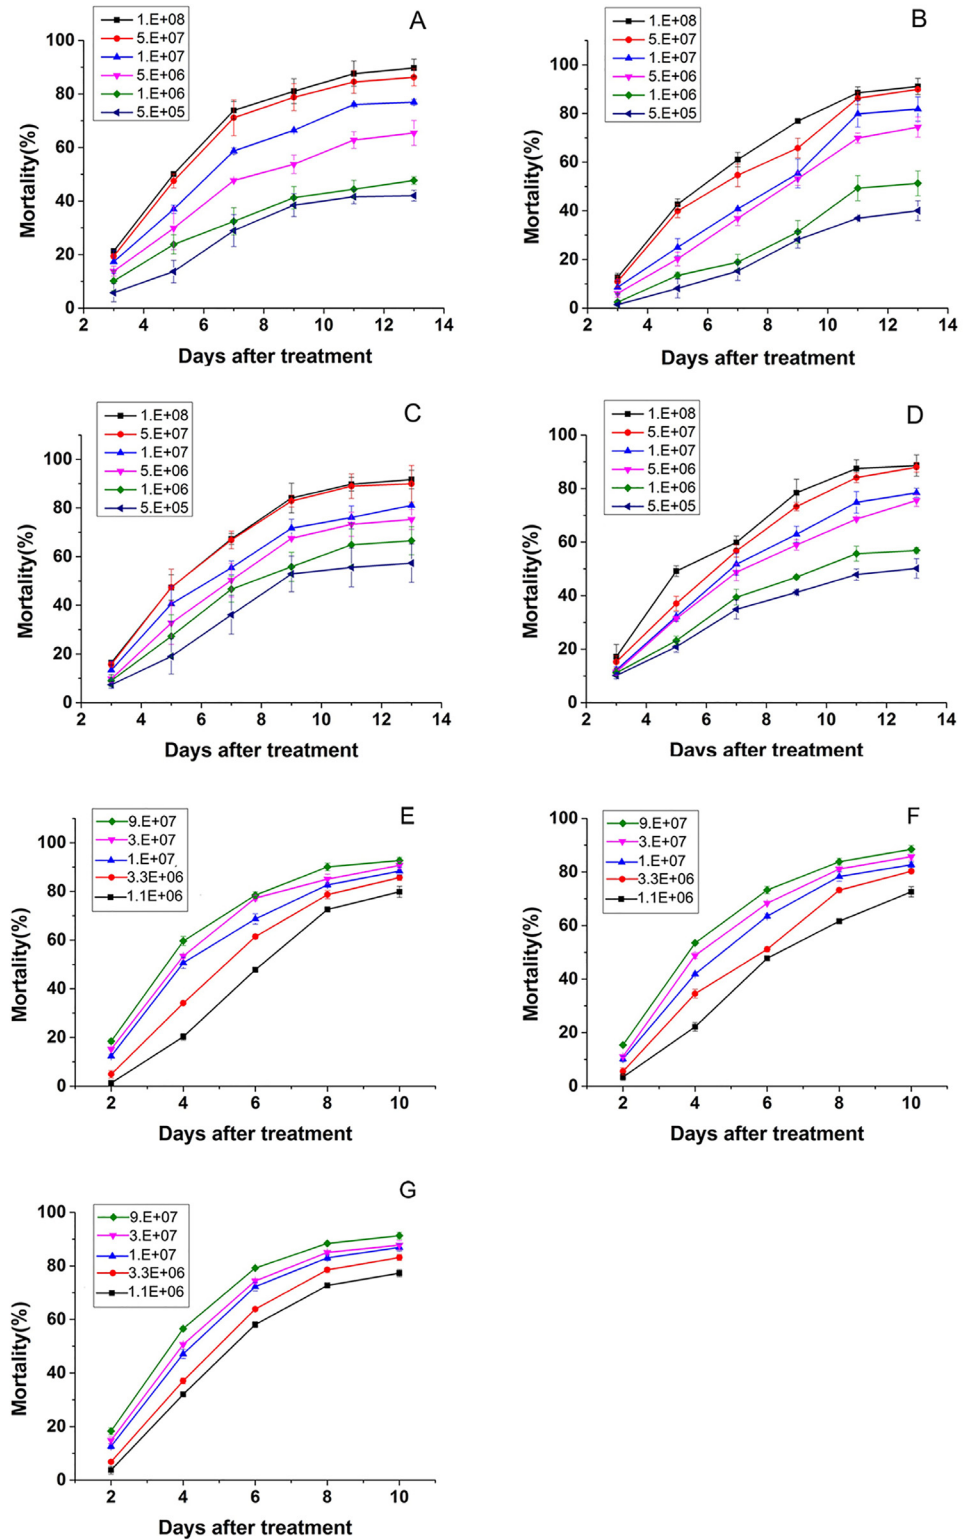 A
1.E+08
5.E+07
1.E+07
5.E+06
1.E+06
5.E+05
100
80
60
40
20
0
Mortality(%)
2 4 6 8 10 12 14
Days after treatment
B
1.E+08
5.E+07
1.E+07
5.E+06
1.E+06
5.E+05
100
80
60
40
20
0
Mortality(%)
2 4 6 8 10 12 14
Days after treatment
C
1.E+08
5.E+07
1.E+07
5.E+06
1.E+06
5.E+05
100
80
60
40
20
0
Mortality(%)
2 4 6 8 10 12 14
Days after treatment
D
1.E+08
5.E+07
1.E+07
5.E+06
1.E+06
5.E+05
100
80
60
40
20
0
Mortality(%)
2 4 6 8 10 12 14
Days after treatment
E
9.E+07
3.E+07
1.E+07
3.3E+06
1.1E+06
100
80
60
40
20
0
Mortality(%)
2 4 6 8 10
Days after treatment
F
9.E+07
3.E+07
1.E+07
3.3E+06
1.1E+06
100
80
60
40
20
0
Mortality(%)
2 4 6 8 10
Days after treatment
G
9.E+07
3.E+07
1.E+07
3.3E+06
1.1E+06
100
80
60
40
20
0
Mortality(%)
2 4 6 8 10
Days after treatment